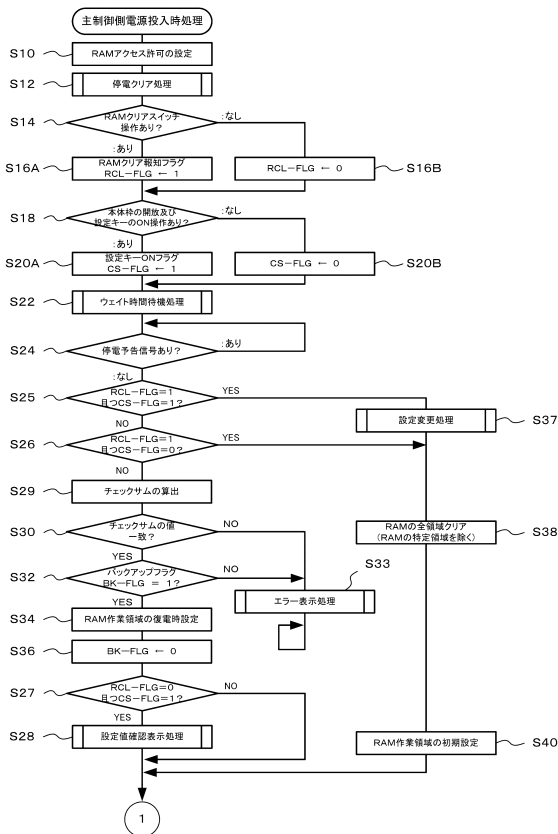 主制御側電源投入時処理
S10
RAMアクセス許可の設定
S12
停電クリア処理
S14
RAMクリアスイッチ
操作あり？
:なし
:あり
S16A
RAMクリア報知フラグ
RCL−FLG ← 1
RCL−FLG ← 0
S16B
S18
本体枠の開放及び
設定キーのON操作あり？
:なし
:あり
S20A
設定キーONフラグ
CS−FLG ← 1
CS−FLG ← 0
S20B
S22
ウェイト時間待機処理
S24
停電予告信号あり？
:あり
:なし
S25
RCL−FLG=1
且つCS−FLG=1？
YES
NO
設定変更処理
S37
S26
RCL−FLG=1
且つCS−FLG=0？
YES
NO
S29
チェックサムの算出
S30
チェックサムの値
一致？
NO
YES
RAMの全領域クリア
(RAMの特定領域を除く)
S38
S32
バックアップフラグ
BK−FLG = 1？
NO
YES
S33
エラー表示処理
S34
RAM作業領域の復電時設定
S36
BK−FLG ← 0
S27
RCL−FLG=0
且つCS−FLG=1？
NO
YES
S28
設定値確認表示処理
RAM作業領域の初期設定
S40
1